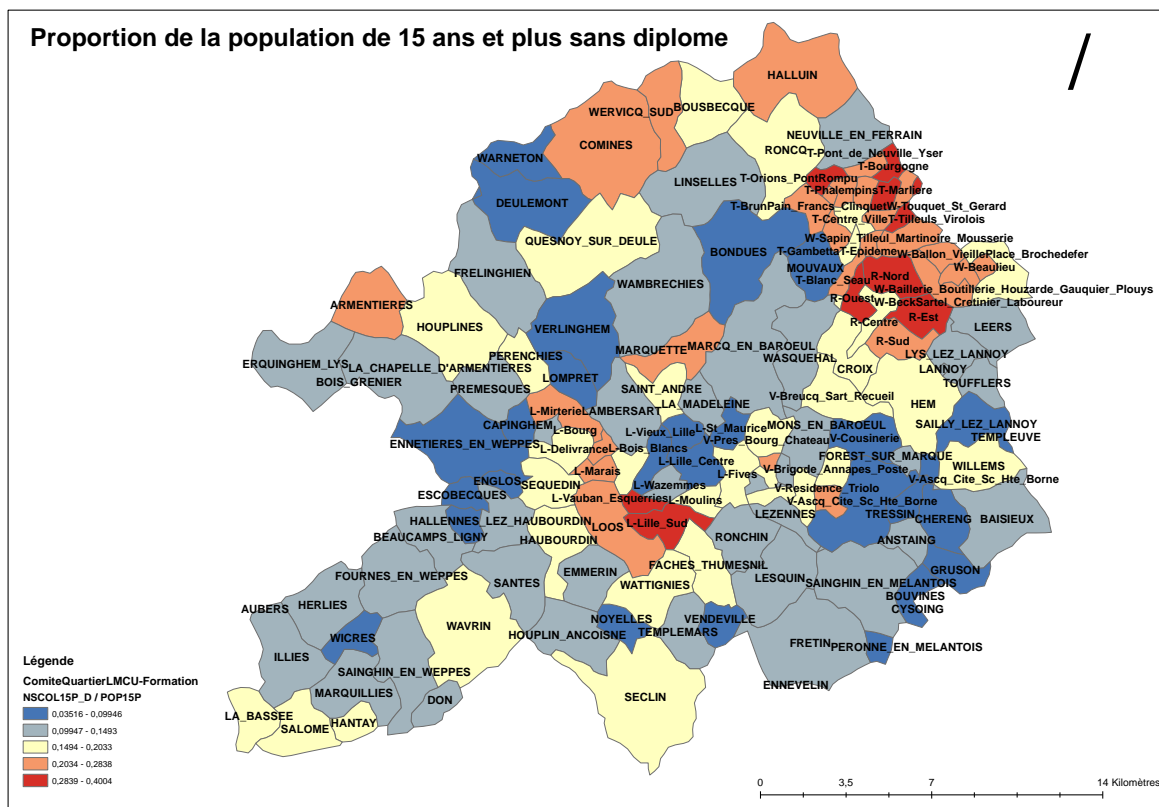 Proportion de la population de 15 ans et plus sans diplome
/
HALLUIN
WERVICQ_SUD
BOUSBECQUE
COMINES
NEUVILLE_EN_FERRAIN
RONCQ
T-Pont_de_Neuville_Yser
WARNETON
T-Bourgogne
LINSELLES
T-Orions_PontRompu
T-Phalempins
T-Marliere
DEULEMONT
T-BrunPain_Francs_Clinquet
W-Touquet_St_Gerard
T-Centre_Ville
T-Tilleuls_Virolois
QUESNOY_SUR_DEULE
W-Sapin_Tilleul_Martinoire_Mousserie
BONDUES
T-Gambetta
T-Epideme
W-Ballon_VieillePlace_Brochedefer
FRELINGHIEN
MOUVAUX
W-Beaulieu
WAMBRECHIES
T-Blanc_Seau
R-Nord
W-Baillerie_Boutillerie_Houzarde_Gauquier_Plouys
ARMENTIERES
R-Ouest
W-BeckSartel_Cretinier_Laboureur
HOUPLINES
VERLINGHEM
R-Centre
R-Est
LEERS
R-Sud
MARQUETTE
MARCQ_EN_BAROEUL
LYS_LEZ_LANNOY
PERENCHIES
WASQUEHAL
ERQUINGHEM_LYS
LA_CHAPELLE_D'ARMENTIERES
CROIX
LANNOY
BOIS_GRENIER
LOMPRET
TOUFFLERS
PREMESQUES
SAINT_ANDRE
V-Breucq_Sart_Recueil
HEM
LA_MADELEINE
L-Mirterie
LAMBERSART
SAILLY_LEZ_LANNOY
CAPINGHEM
L-Bourg
L-Vieux_Lille
L-St_Maurice
MONS_EN_BAROEUL
TEMPLEUVE
V-Pres_Bourg_Chateau
V-Cousinerie
ENNETIERES_EN_WEPPES
L-Delivrance
L-Bois_Blancs
L-Lille_Centre
FOREST_SUR_MARQUE
WILLEMS
L-Marais
L-Fives
V-Brigode_Annapes_Poste
V-Ascq_Cite_Sc_Hte_Borne
ENGLOS
SEQUEDIN
L-Wazemmes
V-Residence_Triolo
ESCOBECQUES
L-Vauban_Esquerries
L-Moulins
V-Ascq_Cite_Sc_Hte_Borne
LEZENNES
TRESSIN
HALLENNES_LEZ_HAUBOURDIN
LOOS
L-Lille_Sud
CHERENG
BAISIEUX
BEAUCAMPS_LIGNY
HAUBOURDIN
RONCHIN
ANSTAING
FACHES_THUMESNIL
GRUSON
FOURNES_EN_WEPPES
EMMERIN
LESQUIN
SAINGHIN_EN_MELANTOIS
SANTES
WATTIGNIES
BOUVINES
AUBERS
HERLIES
CYSOING
NOYELLES
VENDEVILLE
WAVRIN
HOUPLIN_ANCOISNE
TEMPLEMARS
WICRES
FRETIN
PERONNE_EN_MELANTOIS
ILLIES
SAINGHIN_EN_WEPPES
ENNEVELIN
MARQUILLIES
DON
SECLIN
LA_BASSEE
HANTAY
SALOME
Légende
ComiteQuartierLMCU-Formation
NSCOL15P_D / POP15P
0,03516 - 0,09946
0,09947 - 0,1493
0,1494 - 0,2033
0,2034 - 0,2838
0,2839 - 0,4004
0 3,5 7 14 Kilomètres